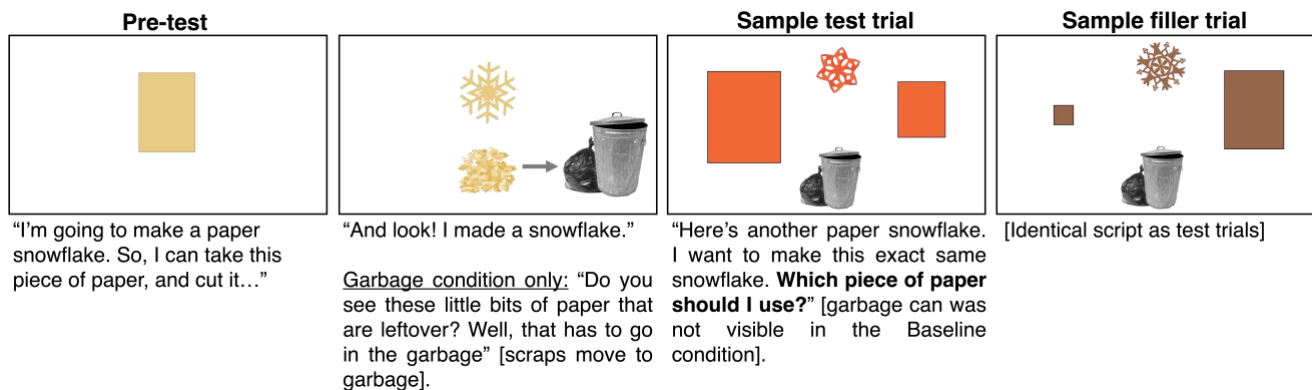 Pre-test
"I'm going to make a paper
snowflake. So, I can take this
piece of paper, and cut it…"
"And look! I made a snowflake."
Garbage condition only: "Do you
see these little bits of paper that
are leftover? Well, that has to go
in the garbage" [scraps move to
garbage].
Sample test trial
"Here's another paper snowflake.
I want to make this exact same
snowflake. Which piece of paper
should I use?" [garbage can was
not visible in the Baseline
condition].
Sample filler trial
[Identical script as test trials]